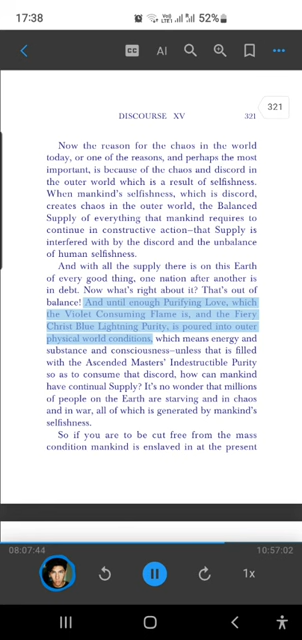 17:38
52%
CC
AI
321
DISCOURSE XV 321
Now the reason for the chaos in the world
today, or one of the reasons, and perhaps the most
important, is because of the chaos and discord in
the outer world which is a result of selfishness.
When mankind's selfishness, which is discord,
creates chaos in the outer world, the Balanced
Supply of everything that mankind requires to
continue in constructive action–that Supply is
interfered with by the discord and the unbalance
of human selfishness.
And with all the supply there is on this Earth
of every good thing, one nation after another is
in debt. Now what's right about it? That's out of
balance! And until enough Purifying Love, which
the Violet Consuming Flame is, and the Fiery
Christ Blue Lightning Purity, is poured into outer
physical world conditions, which means energy and
substance and consciousness–unless that is filled
with the Ascended Masters' Indestructible Purity
so as to consume that discord, how can mankind
have continual Supply? It's no wonder that millions
of people on the Earth are starving and in chaos
and in war, all of which is generated by mankind's
selfishness.
So if you are to be cut free from the mass
condition mankind is enslaved in at the present
08:07:44
10:57:02
1x